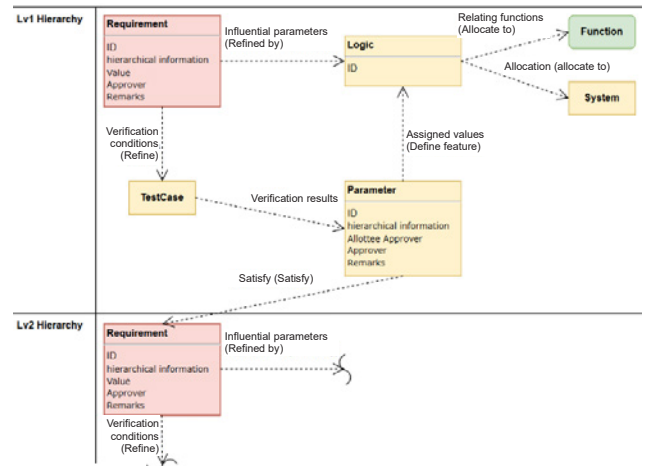 Lv1 Hierarchy
Requirement
ID
hierarchical information
Value
Approver
Remarks
Influential parameters
(Refined by)
Logic
ID
Relating functions
(Allocate to)
Function
Allocation (allocate to)
System
Verification
conditions
(Refine)
Assigned values
(Define feature)
TestCase
Verification results
Parameter
ID
hierarchical information
Allottee Approver
Approver
Remarks
Satisfy (Satisfy)
Lv2 Hierarchy
Requirement
ID
hierarchical information
Value
Approver
Remarks
Influential parameters
(Refined by)
Verification
conditions
(Refine)